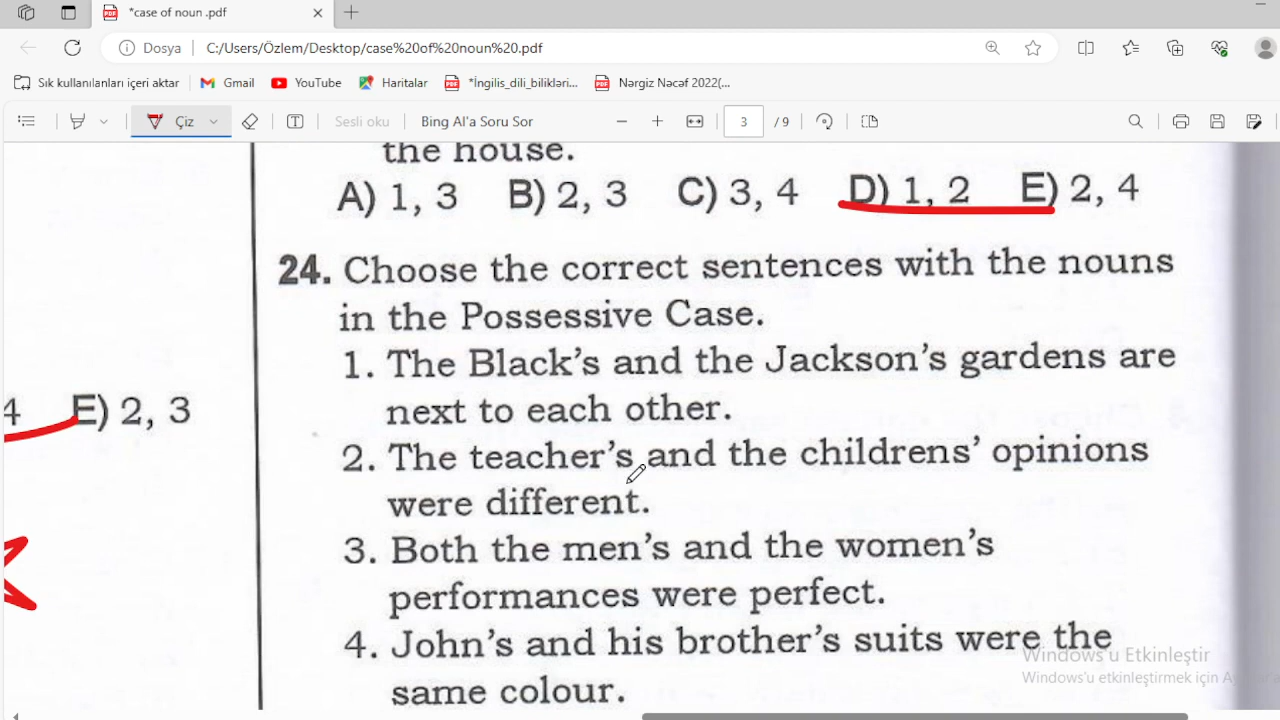 *case of noun .pdf
Dosya C:/Users/Özlem/Desktop/case%20of%20noun%20.pdf
Sık kullanılanları içeri aktar Gmail YouTube Haritalar *İngilis_dili_bilikləri... Nərgiz Nəcəf 2022(...
Çiz Sesli oku Bing AI'a Soru Sor 3 / 9
the house.
A) 1, 3 B) 2, 3 C) 3, 4 D) 1, 2 E) 2, 4
24. Choose the correct sentences with the nouns
in the Possessive Case.
1. The Black's and the Jackson's gardens are
next to each other.
4 E) 2, 3
2. The teacher's and the childrens' opinions
were different.
3. Both the men's and the women's
performances were perfect.
4. John's and his brother's suits were the
same colour.
Windows'u Etkinleştir
Windows'u etkinleştirmek için